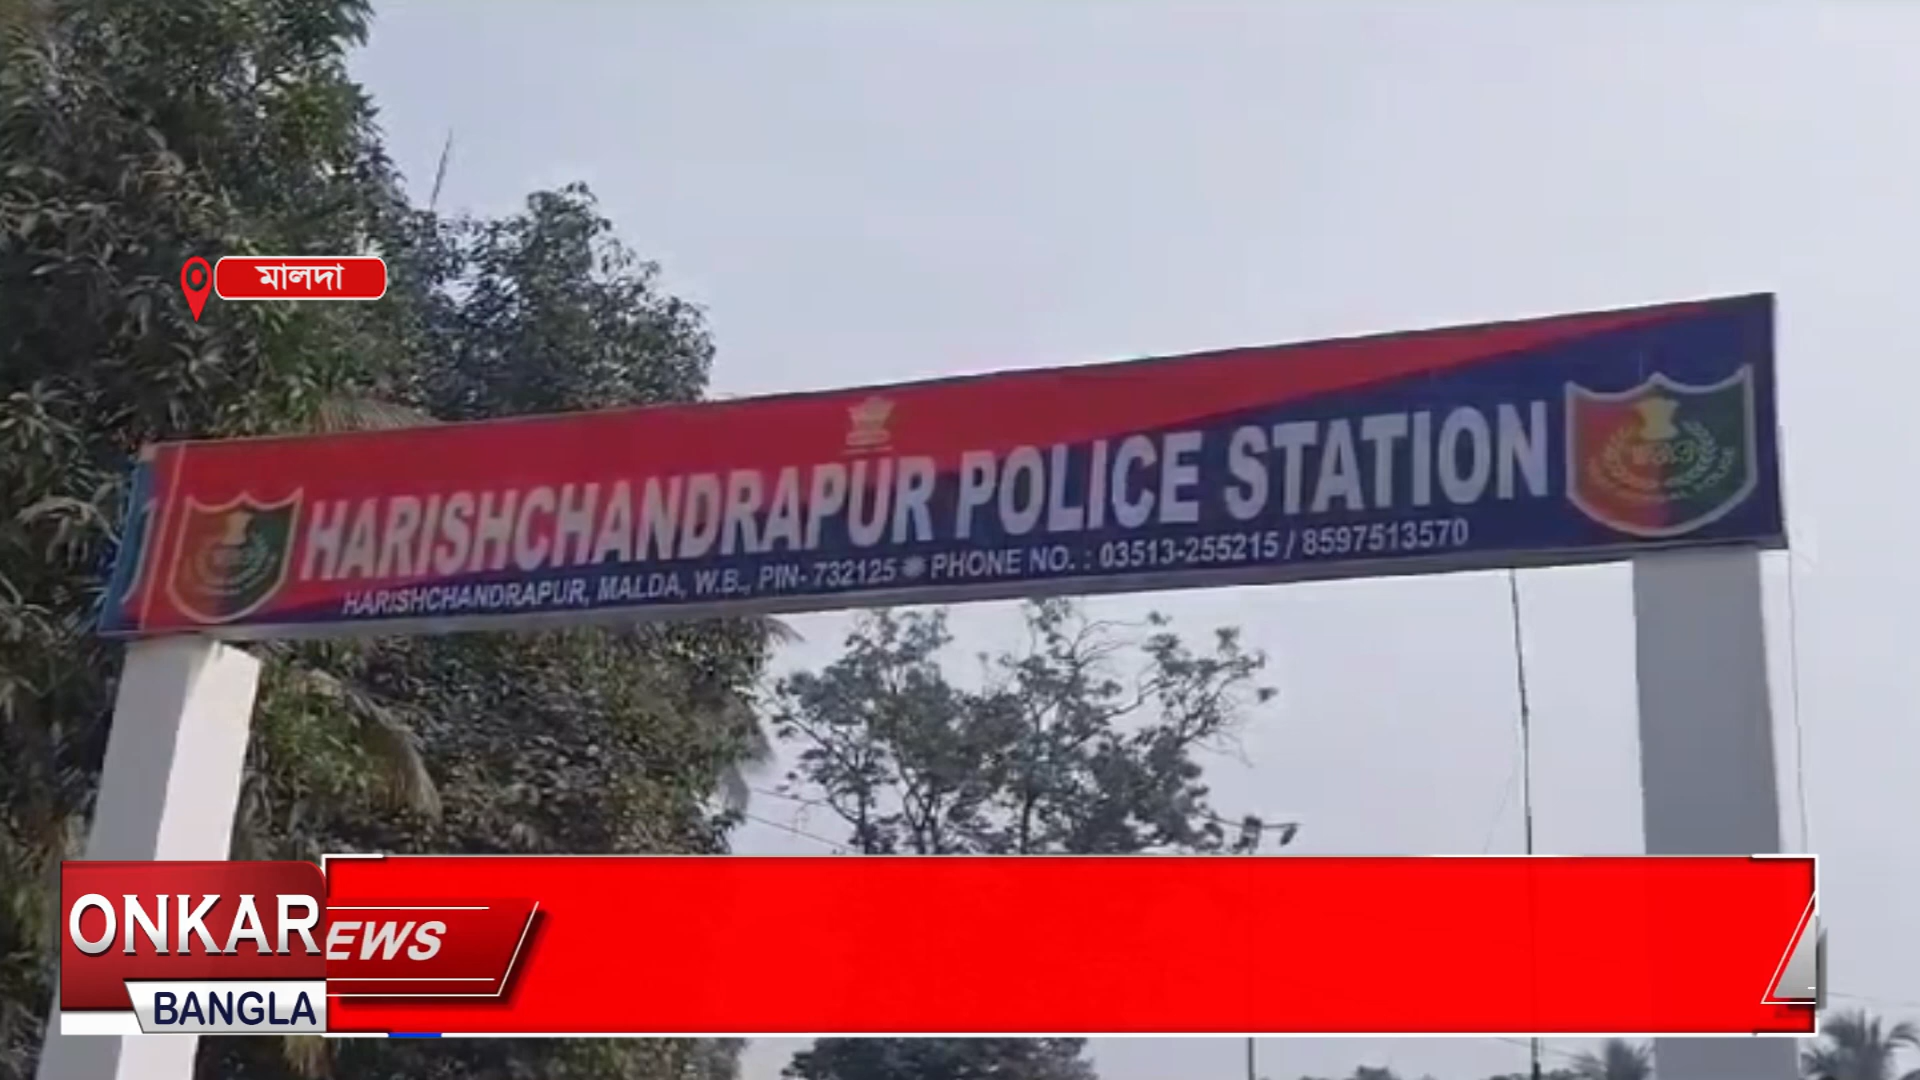 মালদা
HARISHCHANDRAPUR POLICE STATION
HARISHCHANDRAPUR, MALDA, W.B., PIN- 732125 ✹ PHONE NO. : 03513-255215 / 8597513570
ONKAR
EWS
BANGLA